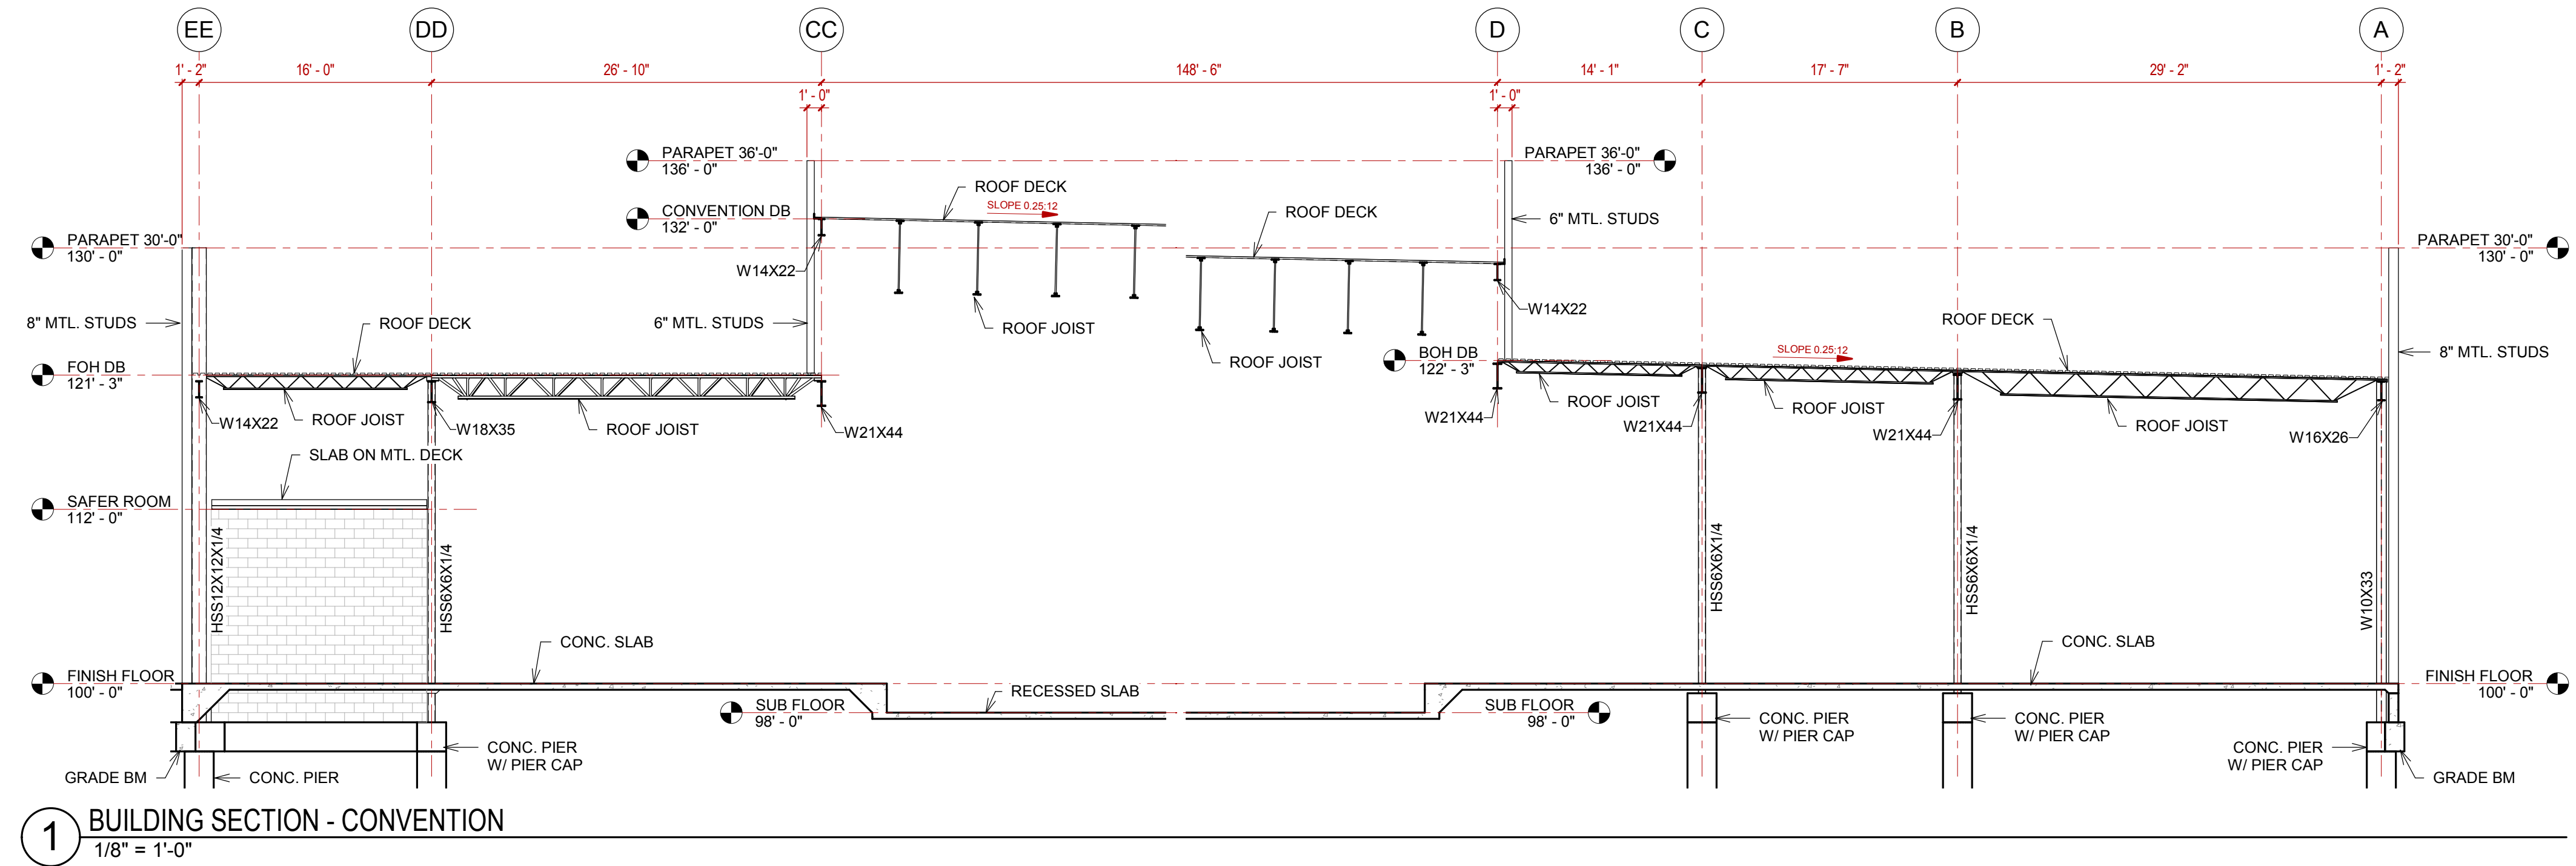 EE DD CC D C B A
1' - 2" 16' - 0" 26' - 10" 148' - 6" 14' - 1" 17' - 7" 29' - 2" 1' - 2"
1' - 0" 1' - 0"
PARAPET 36'-0"
136' - 0"
PARAPET 36'-0"
136' - 0"
ROOF DECK
SLOPE 0.25:12
CONVENTION DB
132' - 0"
ROOF DECK
6" MTL. STUDS
PARAPET 30'-0"
130' - 0"
PARAPET 30'-0"
130' - 0"
W14X22
W14X22
8" MTL. STUDS
ROOF DECK
6" MTL. STUDS
ROOF JOIST
ROOF JOIST
ROOF DECK
SLOPE 0.25:12
8" MTL. STUDS
FOH DB
121' - 3"
BOH DB
122' - 3"
W14X22
ROOF JOIST
W18X35
ROOF JOIST
W21X44
W21X44
ROOF JOIST
W21X44
ROOF JOIST
W21X44
ROOF JOIST
W16X26
SLAB ON MTL. DECK
SAFER ROOM
112' - 0"
HSS12X12X1/4
HSS6X6X1/4
HSS6X6X1/4
HSS6X6X1/4
W10X33
CONC. SLAB
CONC. SLAB
FINISH FLOOR
100' - 0"
FINISH FLOOR
100' - 0"
RECESSED SLAB
SUB FLOOR
98' - 0"
SUB FLOOR
98' - 0"
CONC. PIER
W/ PIER CAP
CONC. PIER
W/ PIER CAP
CONC. PIER
W/ PIER CAP
CONC. PIER
W/ PIER CAP
GRADE BM
CONC. PIER
GRADE BM
1
BUILDING SECTION - CONVENTION
1/8" = 1'-0"